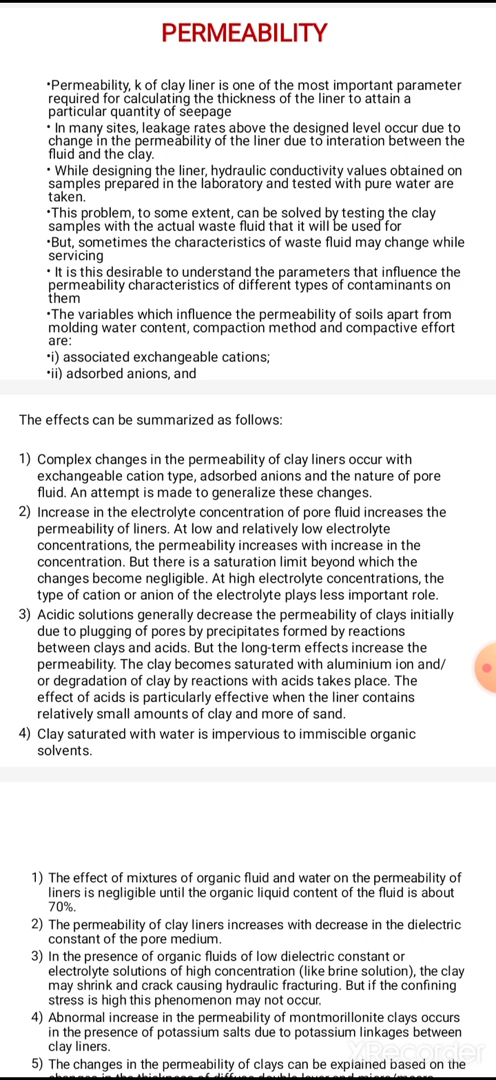 PERMEABILITY
•Permeability, k of clay liner is one of the most important parameter
required for calculating the thickness of the liner to attain a
particular quantity of seepage
• In many sites, leakage rates above the designed level occur due to
change in the permeability of the liner due to interation between the
fluid and the clay.
• While designing the liner, hydraulic conductivity values obtained on
samples prepared in the laboratory and tested with pure water are
taken.
•This problem, to some extent, can be solved by testing the clay
samples with the actual waste fluid that it will be used for
•But, sometimes the characteristics of waste fluid may change while
servicing
• It is this desirable to understand the parameters that influence the
permeability characteristics of different types of contaminants on
them
•The variables which influence the permeability of soils apart from
molding water content, compaction method and compactive effort
are:
•i) associated exchangeable cations;
•ii) adsorbed anions, and
The effects can be summarized as follows:
1) Complex changes in the permeability of clay liners occur with
exchangeable cation type, adsorbed anions and the nature of pore
fluid. An attempt is made to generalize these changes.
2) Increase in the electrolyte concentration of pore fluid increases the
permeability of liners. At low and relatively low electrolyte
concentrations, the permeability increases with increase in the
concentration. But there is a saturation limit beyond which the
changes become negligible. At high electrolyte concentrations, the
type of cation or anion of the electrolyte plays less important role.
3) Acidic solutions generally decrease the permeability of clays initially
due to plugging of pores by precipitates formed by reactions
between clays and acids. But the long-term effects increase the
permeability. The clay becomes saturated with aluminium ion and/
or degradation of clay by reactions with acids takes place. The
effect of acids is particularly effective when the liner contains
relatively small amounts of clay and more of sand.
4) Clay saturated with water is impervious to immiscible organic
solvents.
1) The effect of mixtures of organic fluid and water on the permeability of
liners is negligible until the organic liquid content of the fluid is about
70%.
2) The permeability of clay liners increases with decrease in the dielectric
constant of the pore medium.
3) In the presence of organic fluids of low dielectric constant or
electrolyte solutions of high concentration (like brine solution), the clay
may shrink and crack causing hydraulic fracturing. But if the confining
stress is high this phenomenon may not occur.
4) Abnormal increase in the permeability of montmorillonite clays occurs
in the presence of potassium salts due to potassium linkages between
clay liners.
XRecorder
5) The changes in the permeability of clays can be explained based on the
changes in the thickness of diffuse double layer and micro/macro